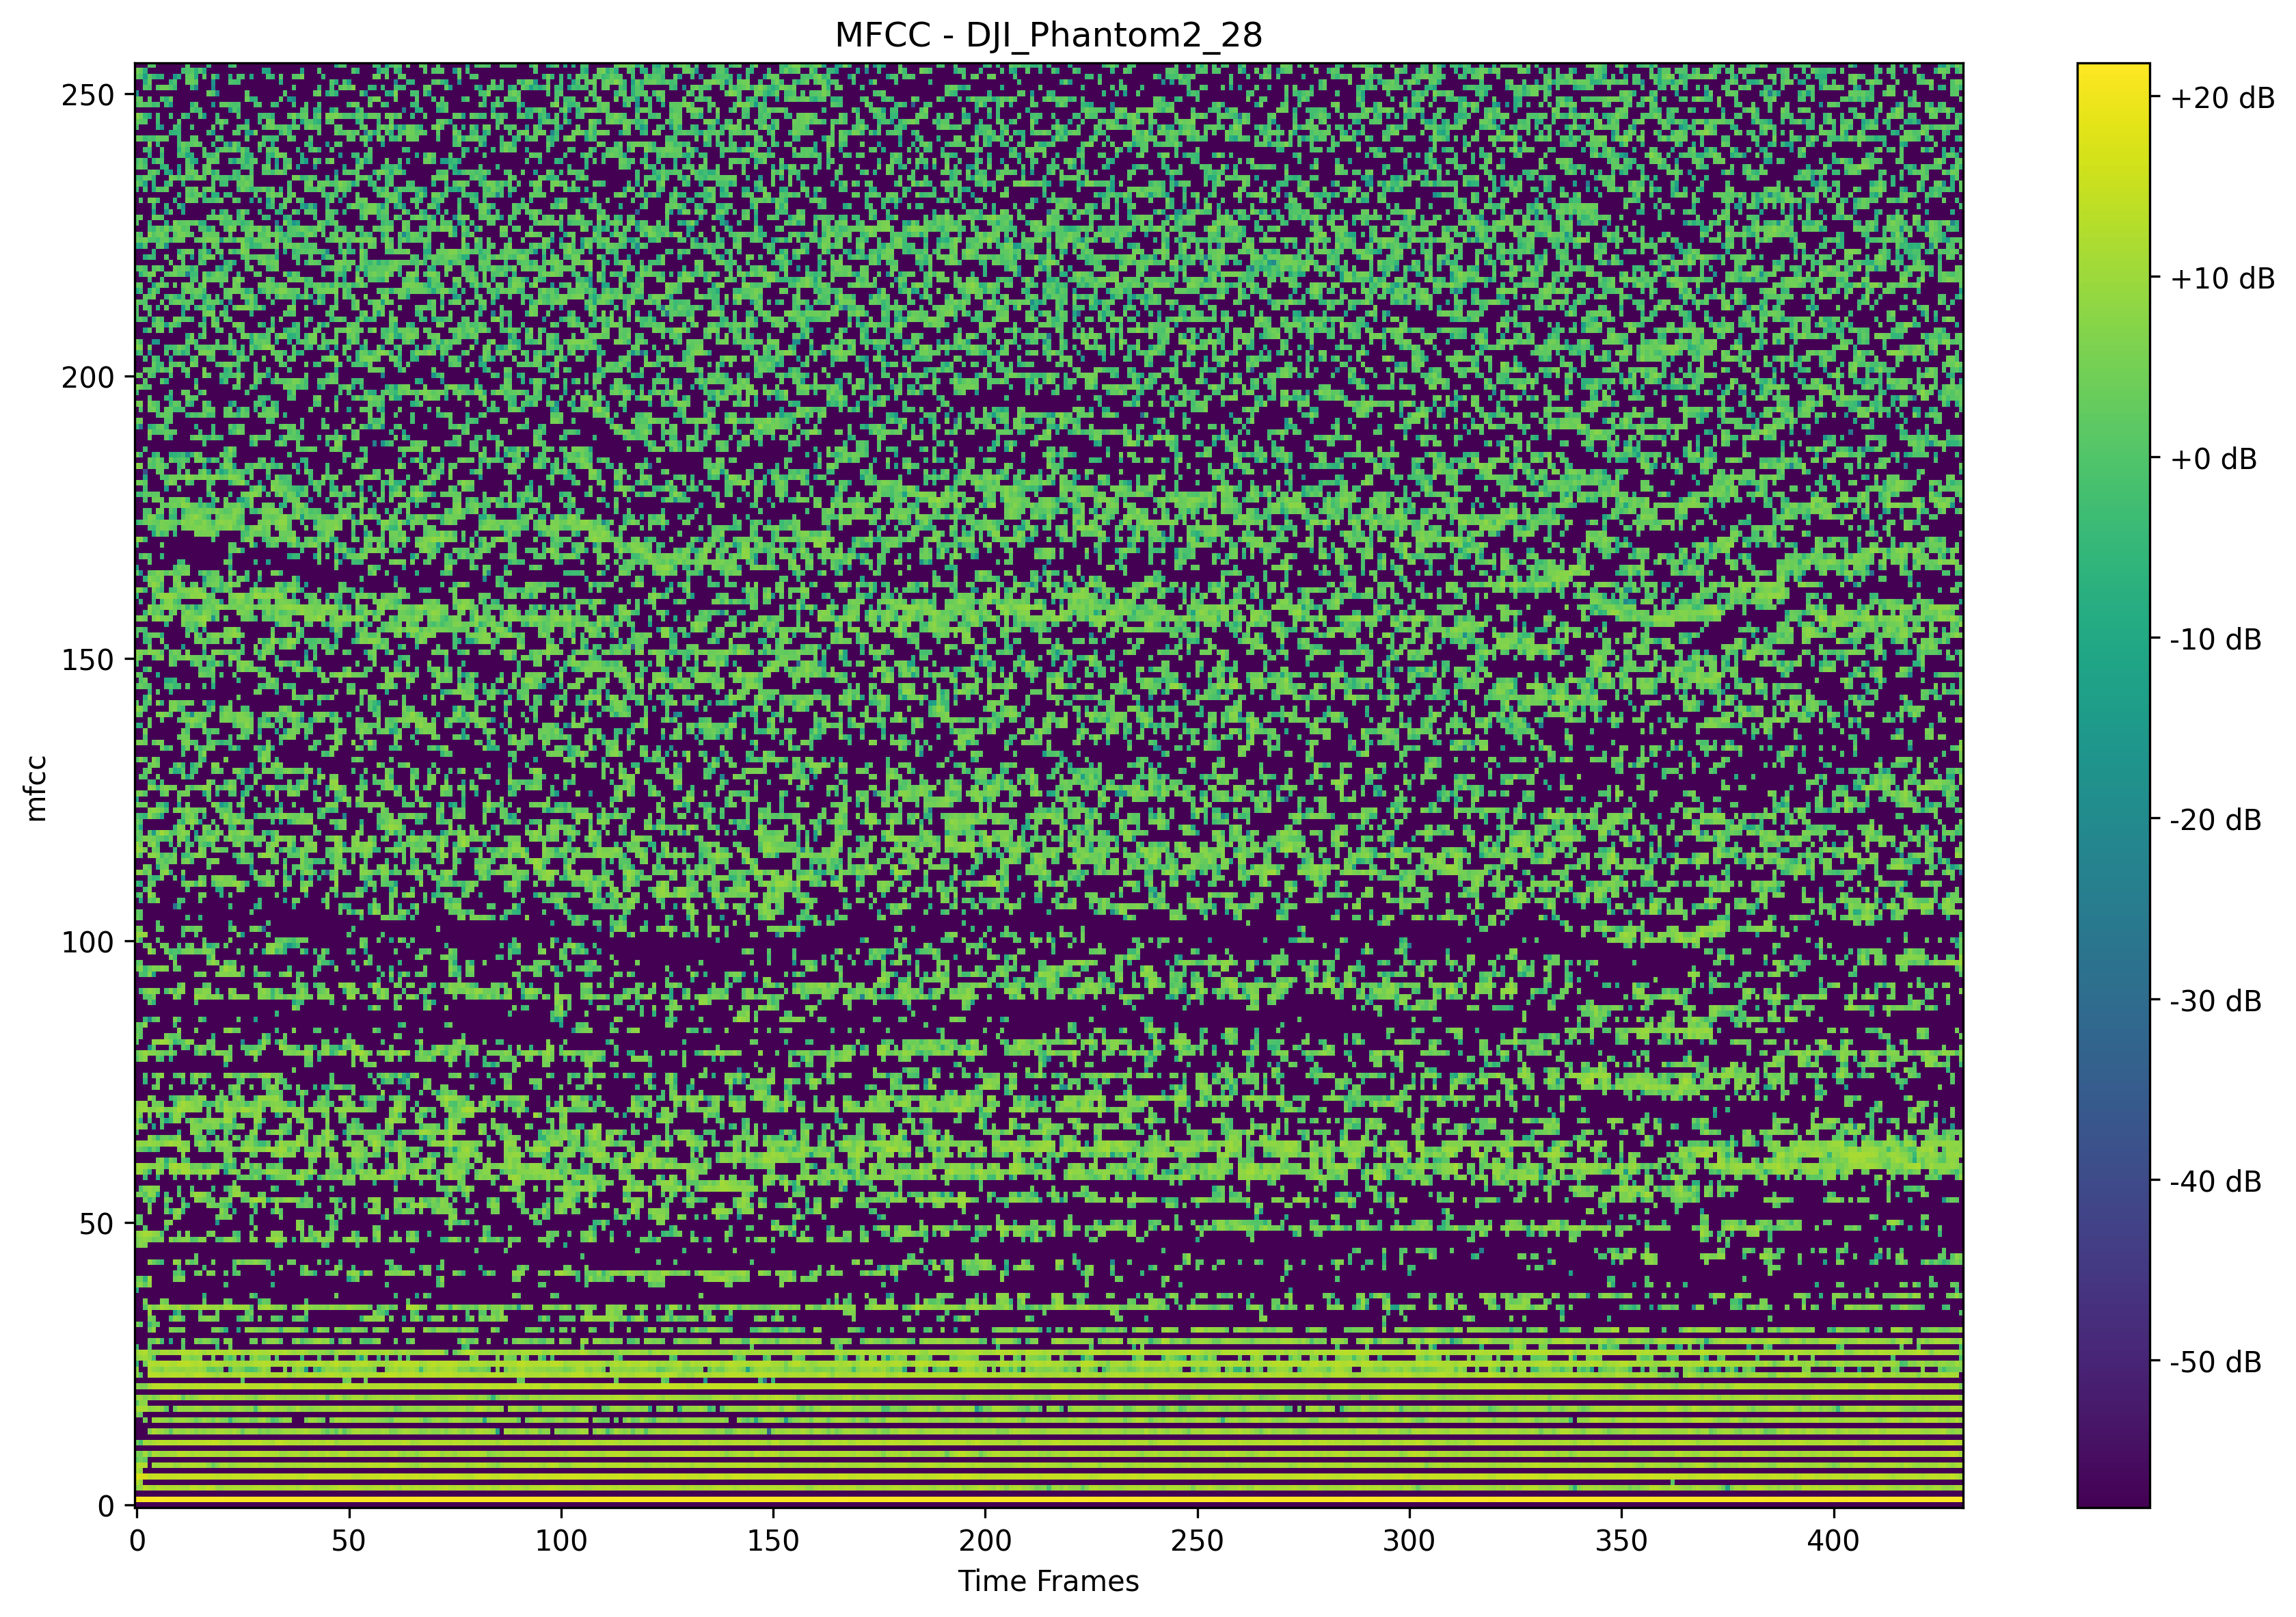 MFCC - DJI_Phantom2_28
mfcc
250
200
150
100
50
0
0 50 100 150 200 250 300 350 400
Time Frames
+20 dB
+10 dB
+0 dB
-10 dB
-20 dB
-30 dB
-40 dB
-50 dB